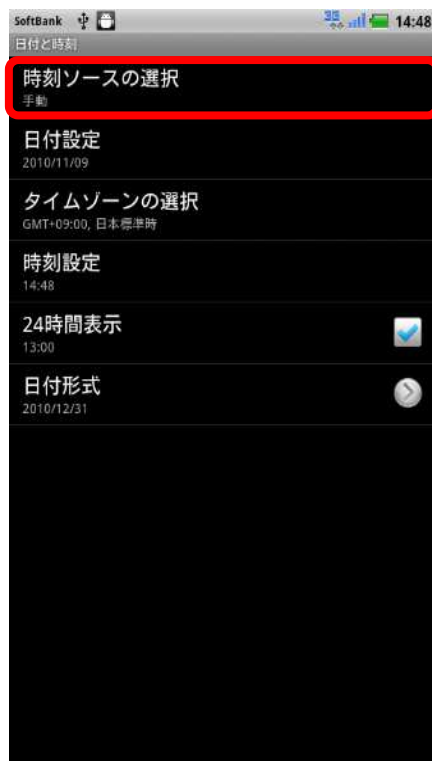 SoftBank 3G 14:48
日付と時刻
時刻ソースの選択
手動
日付設定
2010/11/09
タイムゾーンの選択
GMT+09:00, 日本標準時
時刻設定
14:48
24時間表示
13:00
日付形式
2010/12/31